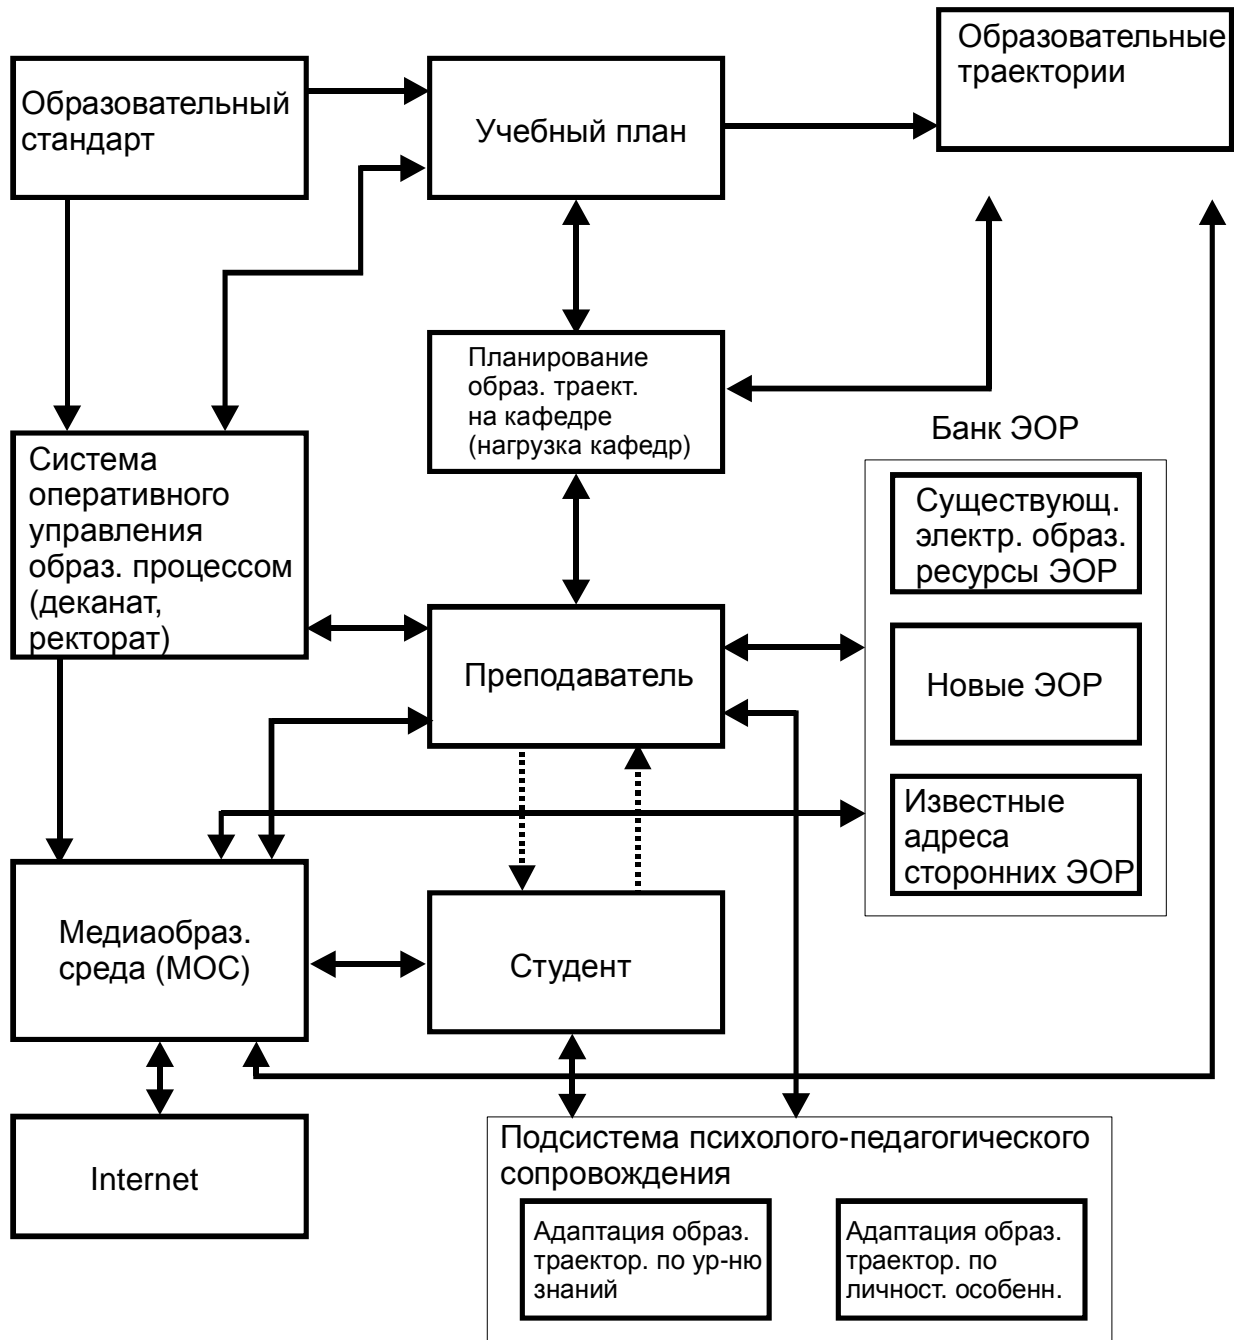 Образовательный
стандарт
Учебный план
Образовательные
траектории
Планирование
образ. траект.
на кафедре
(нагрузка кафедр)
Система
оперативного
управления
образ. процессом
(деканат,
ректорат)
Банк ЭОР
Существующ.
электр. образ.
ресурсы ЭОР
Преподаватель
Новые ЭОР
Известные
адреса
сторонних ЭОР
Медиаобраз.
среда (МОС)
Студент
Internet
Подсистема психолого-педагогического
сопровождения
Адаптация образ.
траектор. по ур-ню
знаний
Адаптация образ.
траектор. по
личност. особенн.